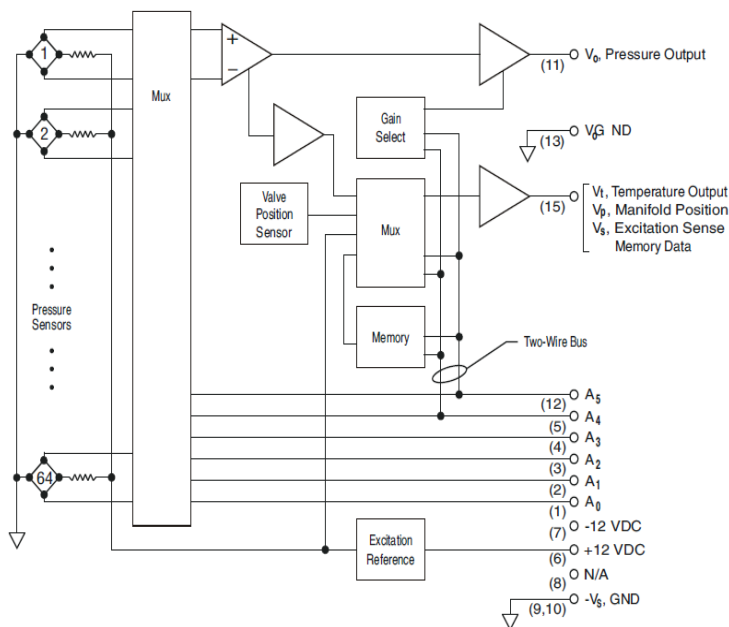 1
Mux
+
−
(11) V₀, Pressure Output
2
Gain
Select
(13) V₀G ND
Valve
Position
Sensor
Mux
(15) Vt, Temperature Output
Vp, Manifold Position
Vs, Excitation Sense
Memory Data
Pressure
Sensors
Memory
Two-Wire Bus
(12) A₅
(5) A₄
(4) A₃
(3) A₂
64
(2) A₁
(1) A₀
(7) -12 VDC
Excitation
Reference
(6) +12 VDC
(8) N/A
(9,10) -Vs, GND